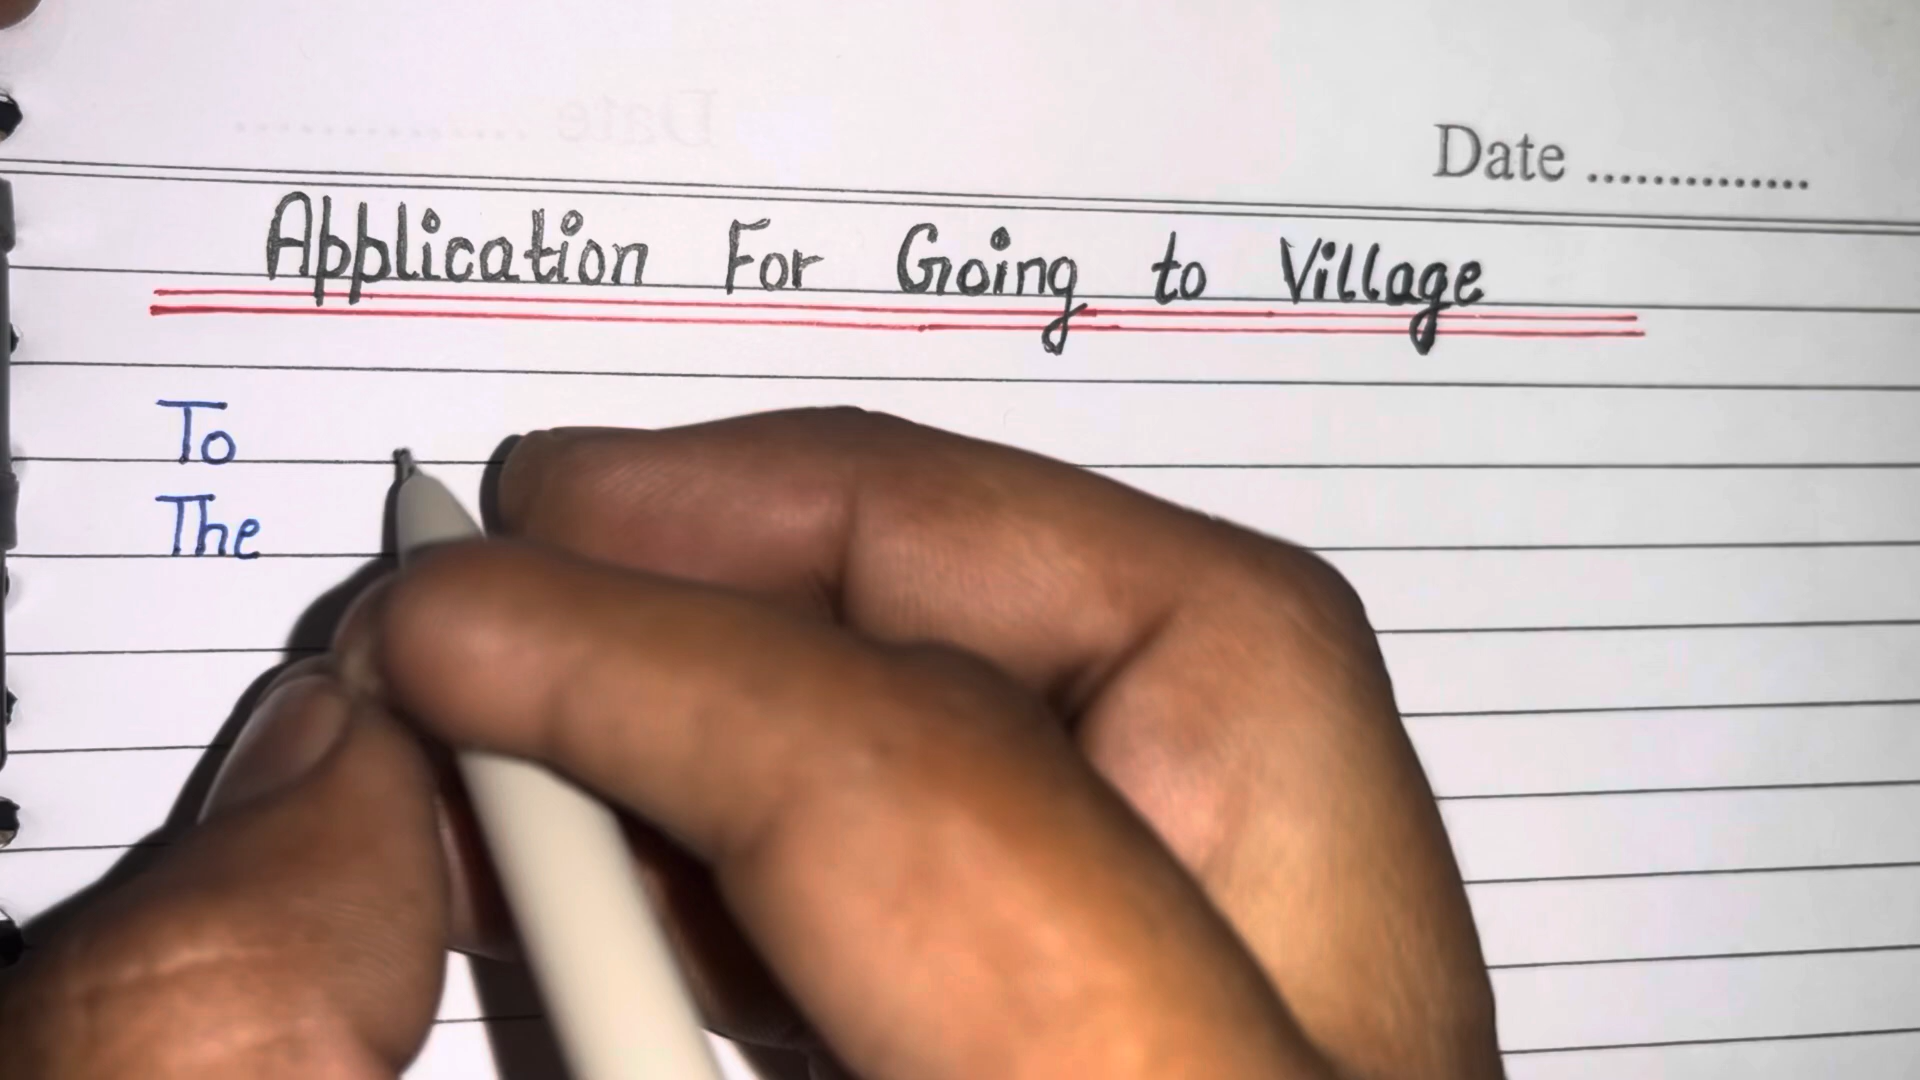 Date ..............
Application For Going to Village
To
The